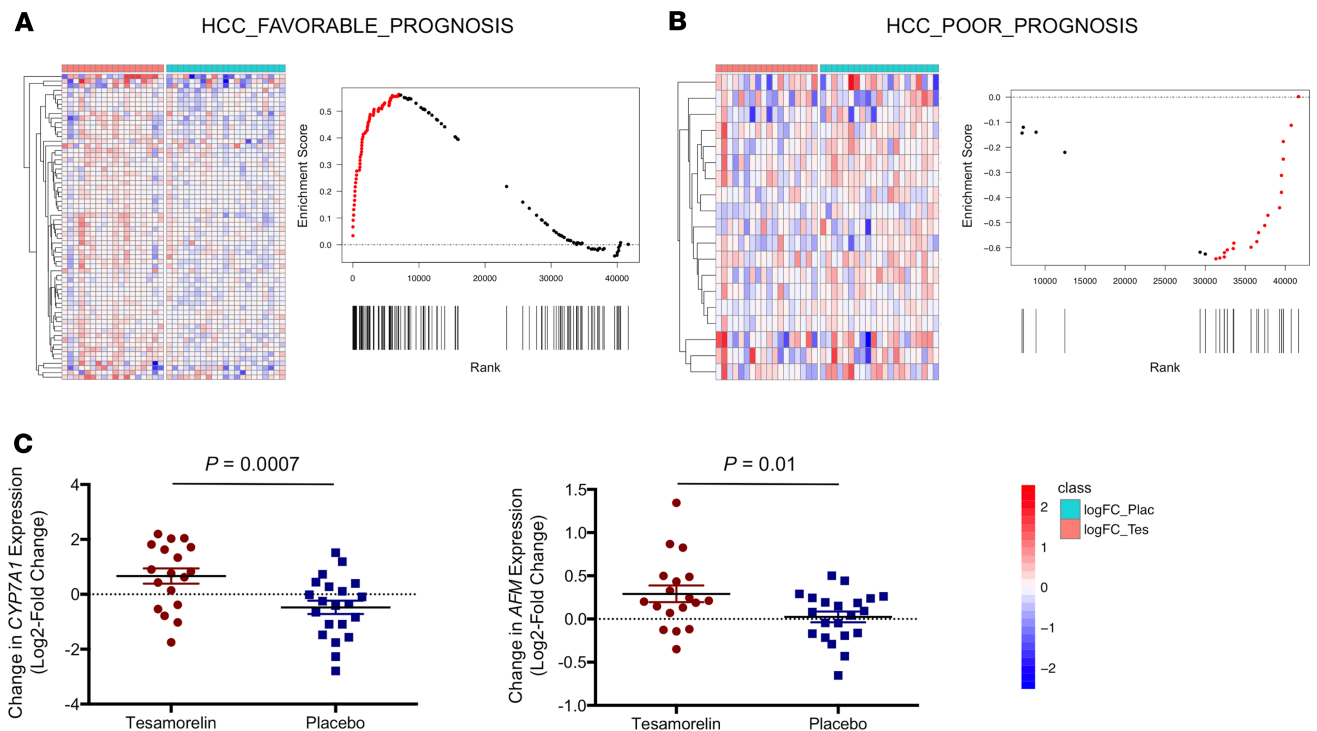 A
HCC_FAVORABLE_PROGNOSIS
B
HCC_POOR_PROGNOSIS
Enrichment Score
0.5
0.4
0.3
0.2
0.1
0.0
0 10000 20000 30000 40000
Rank
Enrichment Score
0.0
−0.1
−0.2
−0.3
−0.4
−0.5
−0.6
10000 15000 20000 25000 30000 35000 40000
Rank
C
P = 0.0007
Change in CYP7A1 Expression
(Log2-Fold Change)
4
2
0
-2
-4
Tesamorelin Placebo
P = 0.01
Change in AFM Expression
(Log2-Fold Change)
1.5
1.0
0.5
0.0
-0.5
-1.0
Tesamorelin Placebo
2
1
0
−1
−2
class
logFC_Plac
logFC_Tes